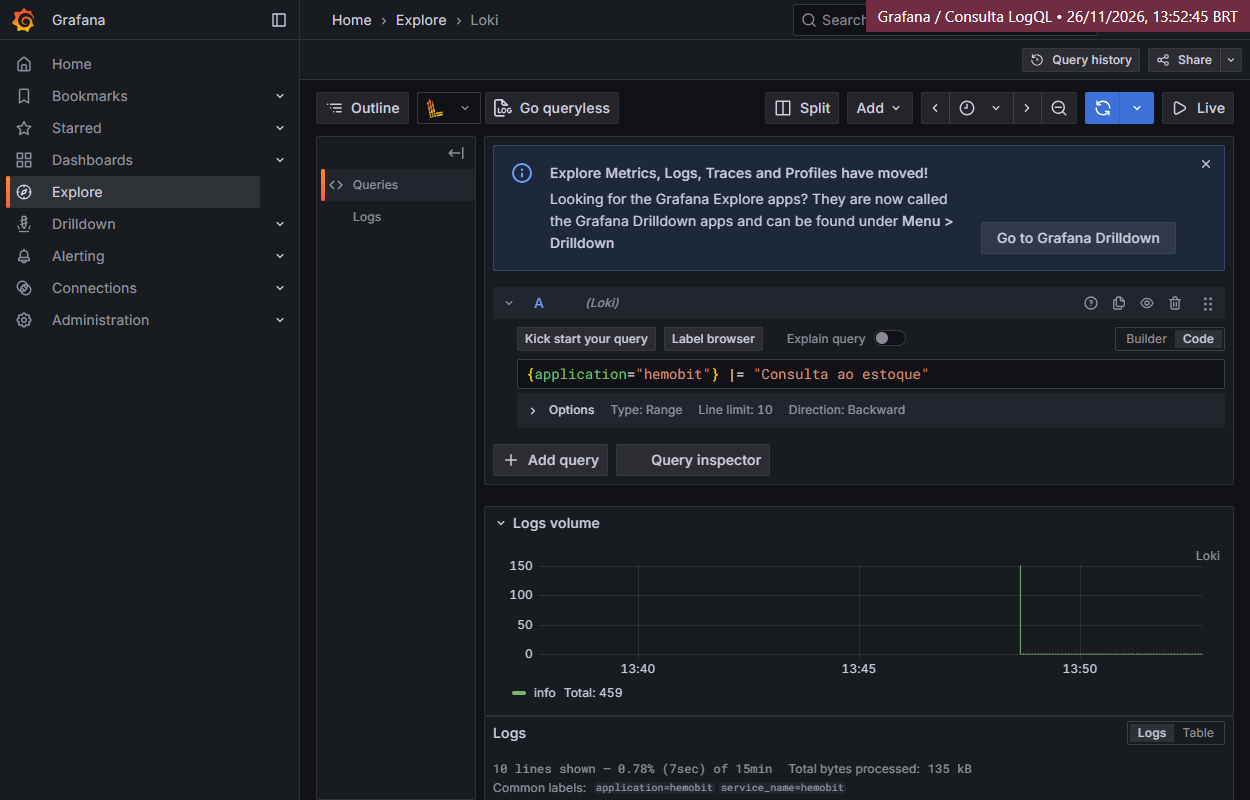 Grafana
Home › Explore › Loki
Search
Grafana / Consulta LogQL • 26/11/2026, 13:52:45 BRT
Home
Bookmarks
Starred
Dashboards
Explore
Drilldown
Alerting
Connections
Administration
Query history
Share
Outline
Go queryless
Split
Add
Live
Queries
Logs
Explore Metrics, Logs, Traces and Profiles have moved!
Looking for the Grafana Explore apps? They are now called
the Grafana Drilldown apps and can be found under Menu >
Drilldown
Go to Grafana Drilldown
A (Loki)
Kick start your query
Label browser
Explain query
Builder
Code
{application="hemobit"} |= "Consulta ao estoque"
Options Type: Range Line limit: 10 Direction: Backward
+ Add query
Query inspector
Logs volume
Loki
150
100
50
0
13:40 13:45 13:50
info Total: 459
Logs
Logs Table
10 lines shown — 0.78% (7sec) of 15min Total bytes processed: 135 kB
Common labels: application=hemobit service_name=hemobit